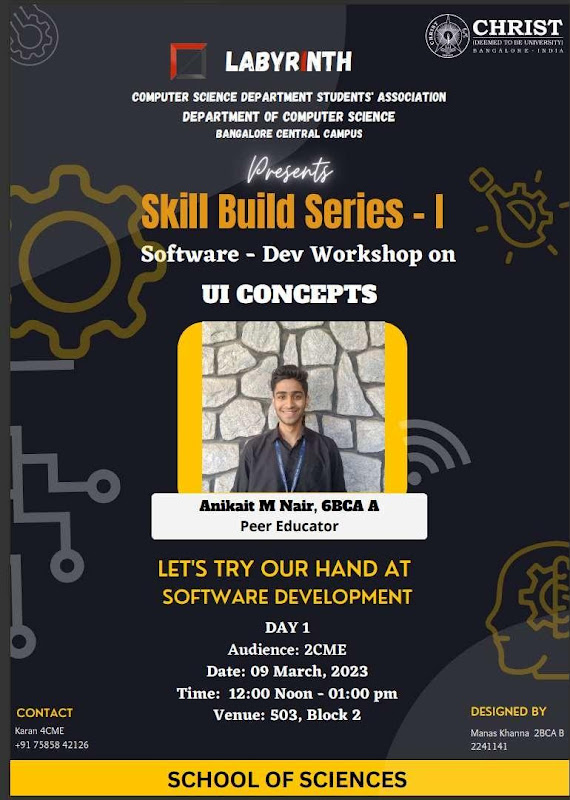 CHRIST
(DEEMED TO BE UNIVERSITY)
BANGALORE · INDIA
LABYRINTH
COMPUTER SCIENCE DEPARTMENT STUDENTS' ASSOCIATION
DEPARTMENT OF COMPUTER SCIENCE
BANGALORE CENTRAL CAMPUS
Presents
Skill Build Series - I
Software - Dev Workshop on
UI CONCEPTS
Anikait M Nair, 6BCA A
Peer Educator
LET'S TRY OUR HAND AT
SOFTWARE DEVELOPMENT
DAY 1
Audience: 2CME
Date: 09 March, 2023
Time: 12:00 Noon - 01:00 pm
Venue: 503, Block 2
CONTACT
Karan 4CME
+91 75858 42126
DESIGNED BY
Manas Khanna 2BCA B
2241141
SCHOOL OF SCIENCES